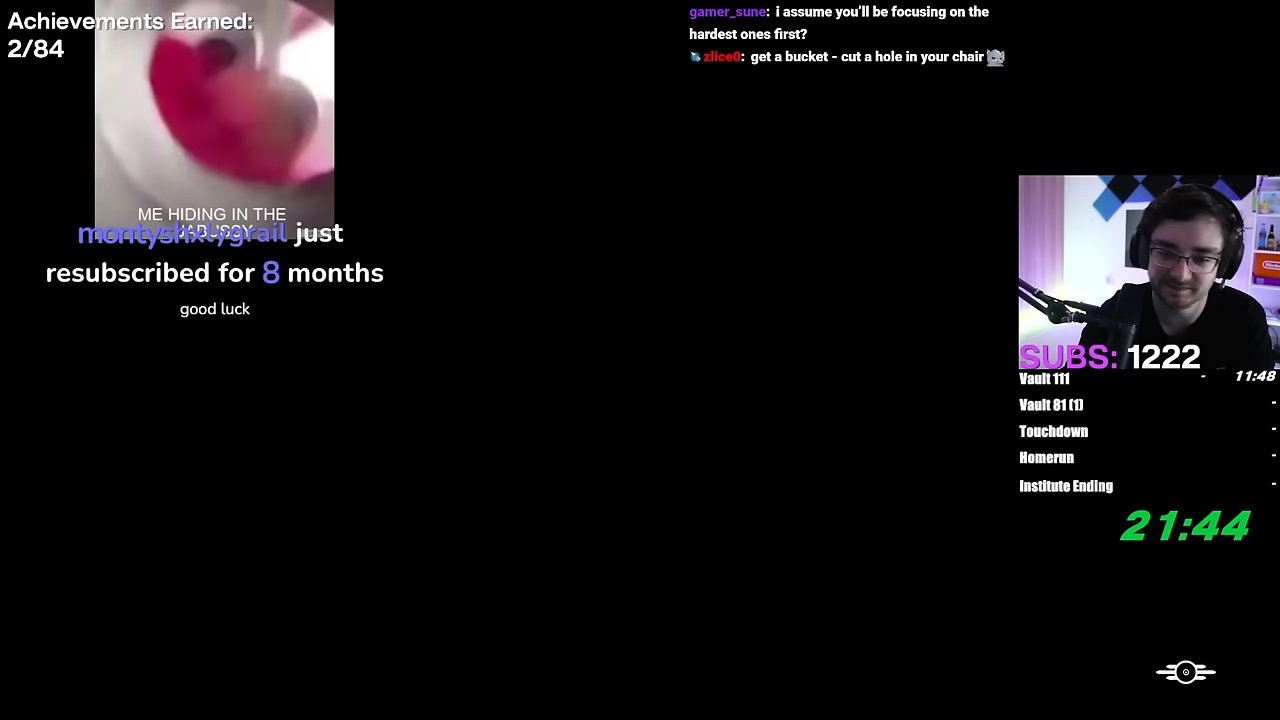 Achievements Earned:
2/84
ME HIDING IN THE
just
resubscribed for 8 months
good luck
gamer_sune: i assume you'll be focusing on the
hardest ones first?
zlice0: get a bucket - cut a hole in your chair
SUBS: 1222
Vault 111 - 11:48
Vault 81 (1) -
Touchdown -
Homerun -
Institute Ending -
21:44